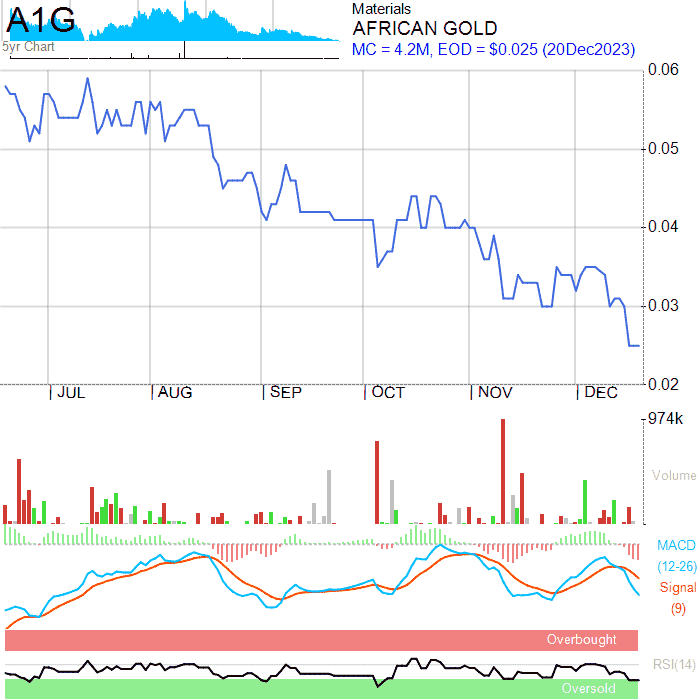 A1G
5yr Chart
Materials
AFRICAN GOLD
MC = 4.2M, EOD = $0.025 (20Dec2023)
0.06
0.05
0.04
0.03
0.02
JUL AUG SEP OCT NOV DEC
974k
Volume
MACD
(12-26)
Signal
(9)
Overbought
RSI(14)
Oversold